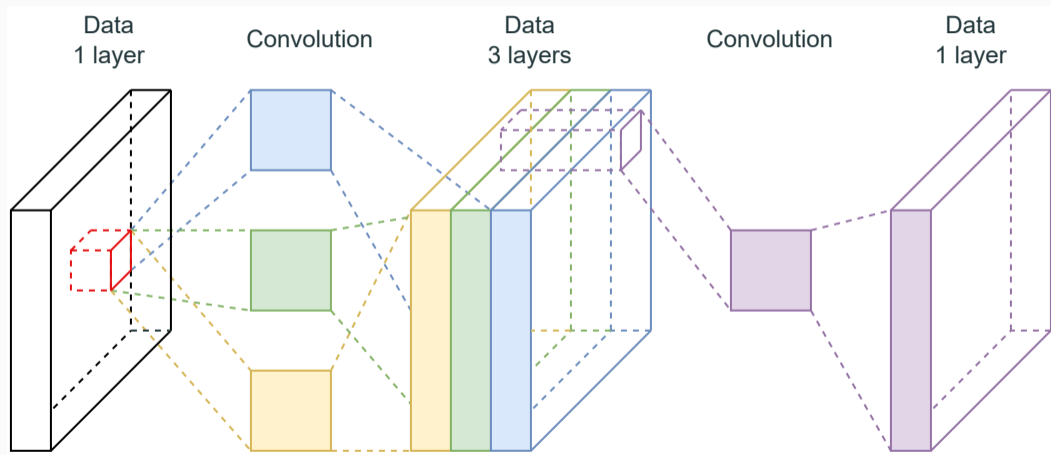 Data
1 layer
Convolution
Data
3 layers
Convolution
Data
1 layer